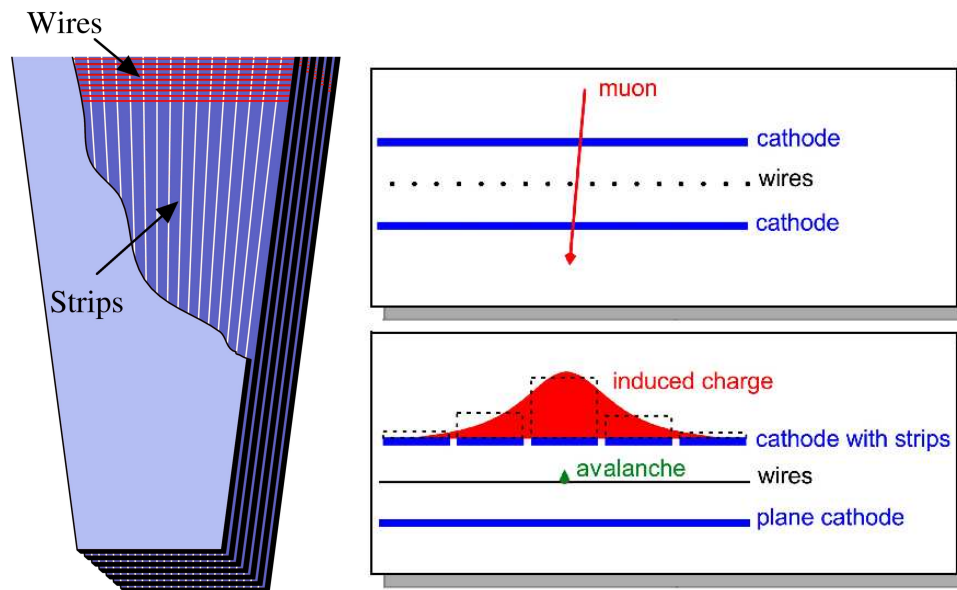 Wires
Strips
muon
cathode
wires
cathode
induced charge
cathode with strips
avalanche
wires
plane cathode